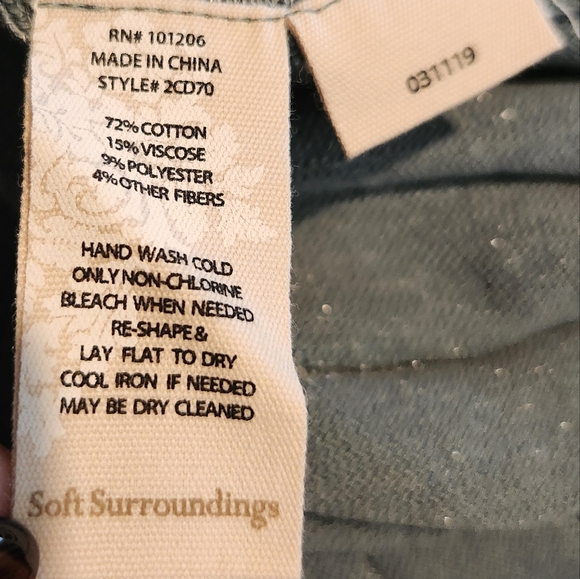 RN# 101206
MADE IN CHINA
STYLE# 2CD70
72% COTTON
15% VISCOSE
9% POLYESTER
4% OTHER FIBERS
HAND WASH COLD
ONLY NON-CHLORINE
BLEACH WHEN NEEDED
RE-SHAPE &
LAY FLAT TO DRY
COOL IRON IF NEEDED
MAY BE DRY CLEANED
Soft Surroundings
031119